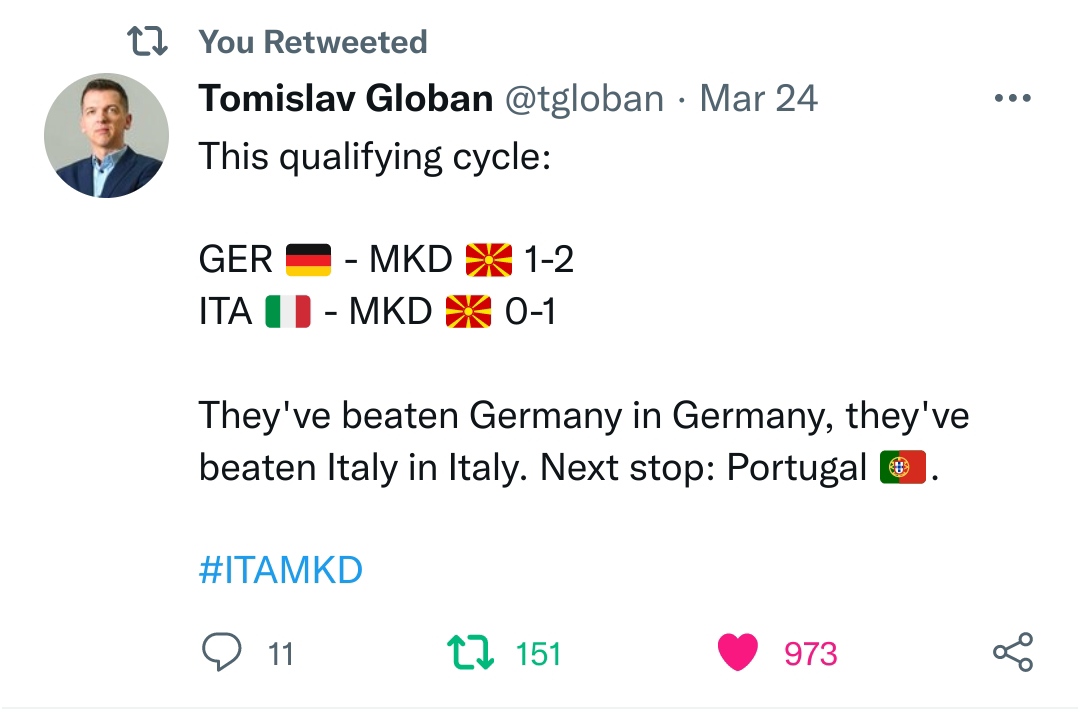 You Retweeted
Tomislav Globan @tgloban · Mar 24
This qualifying cycle:
GER 🇩🇪 - MKD 🇲🇰 1-2
ITA 🇮🇹 - MKD 🇲🇰 0-1
They've beaten Germany in Germany, they've
beaten Italy in Italy. Next stop: Portugal 🇵🇹.
#ITAMKD
11 151 973